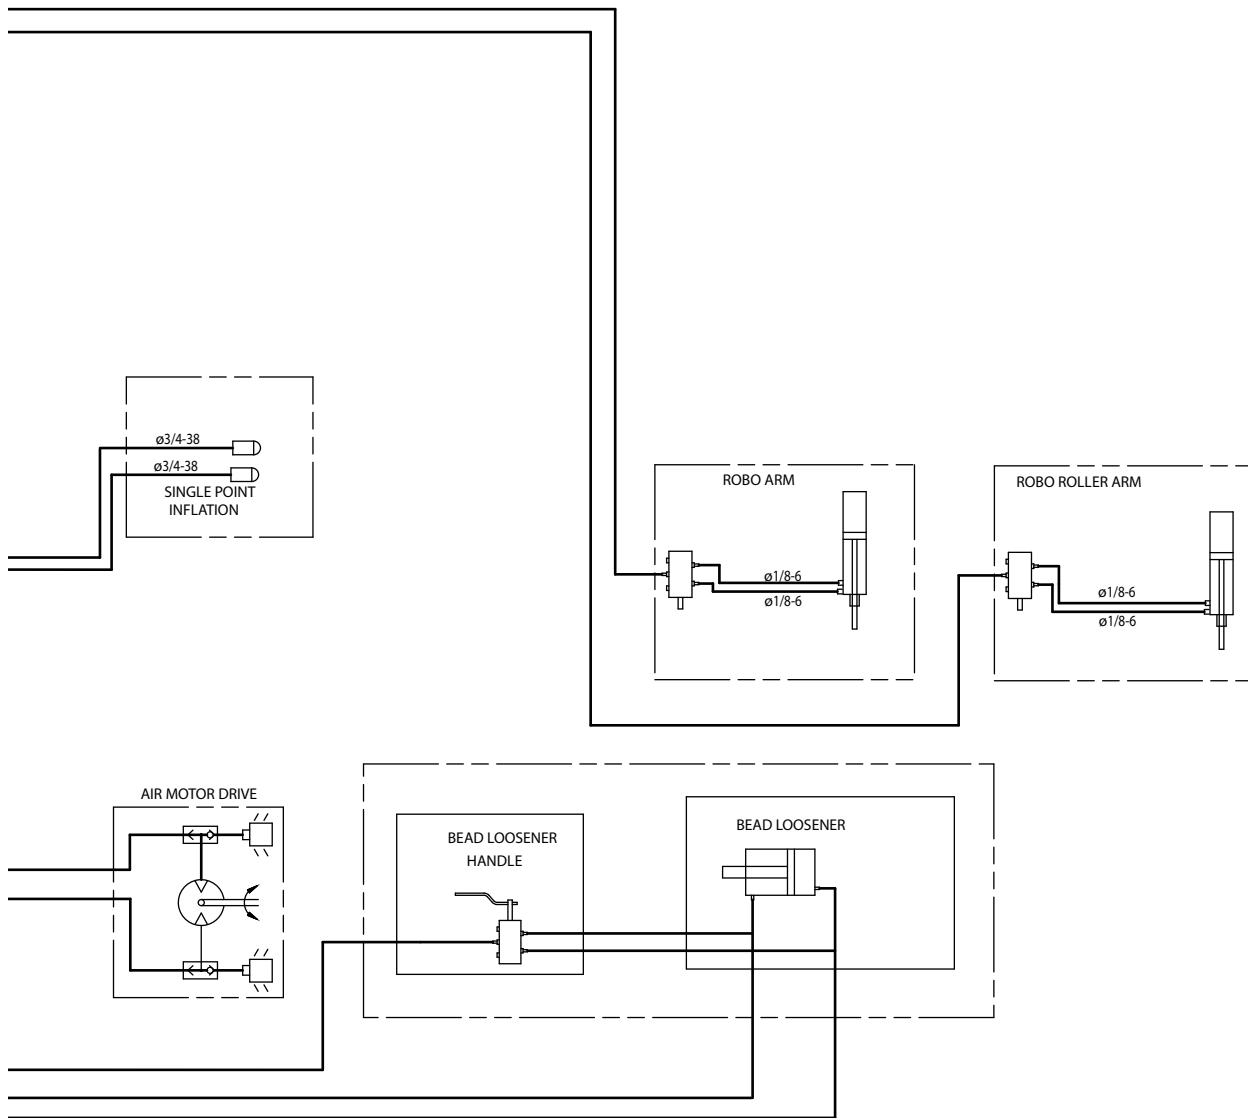 ø3/4-38
ø3/4-38
SINGLE POINT
INFLATION
ROBO ARM
ø1/8-6
ø1/8-6
ROBO ROLLER ARM
ø1/8-6
ø1/8-6
AIR MOTOR DRIVE
BEAD LOOSENER
HANDLE
BEAD LOOSENER